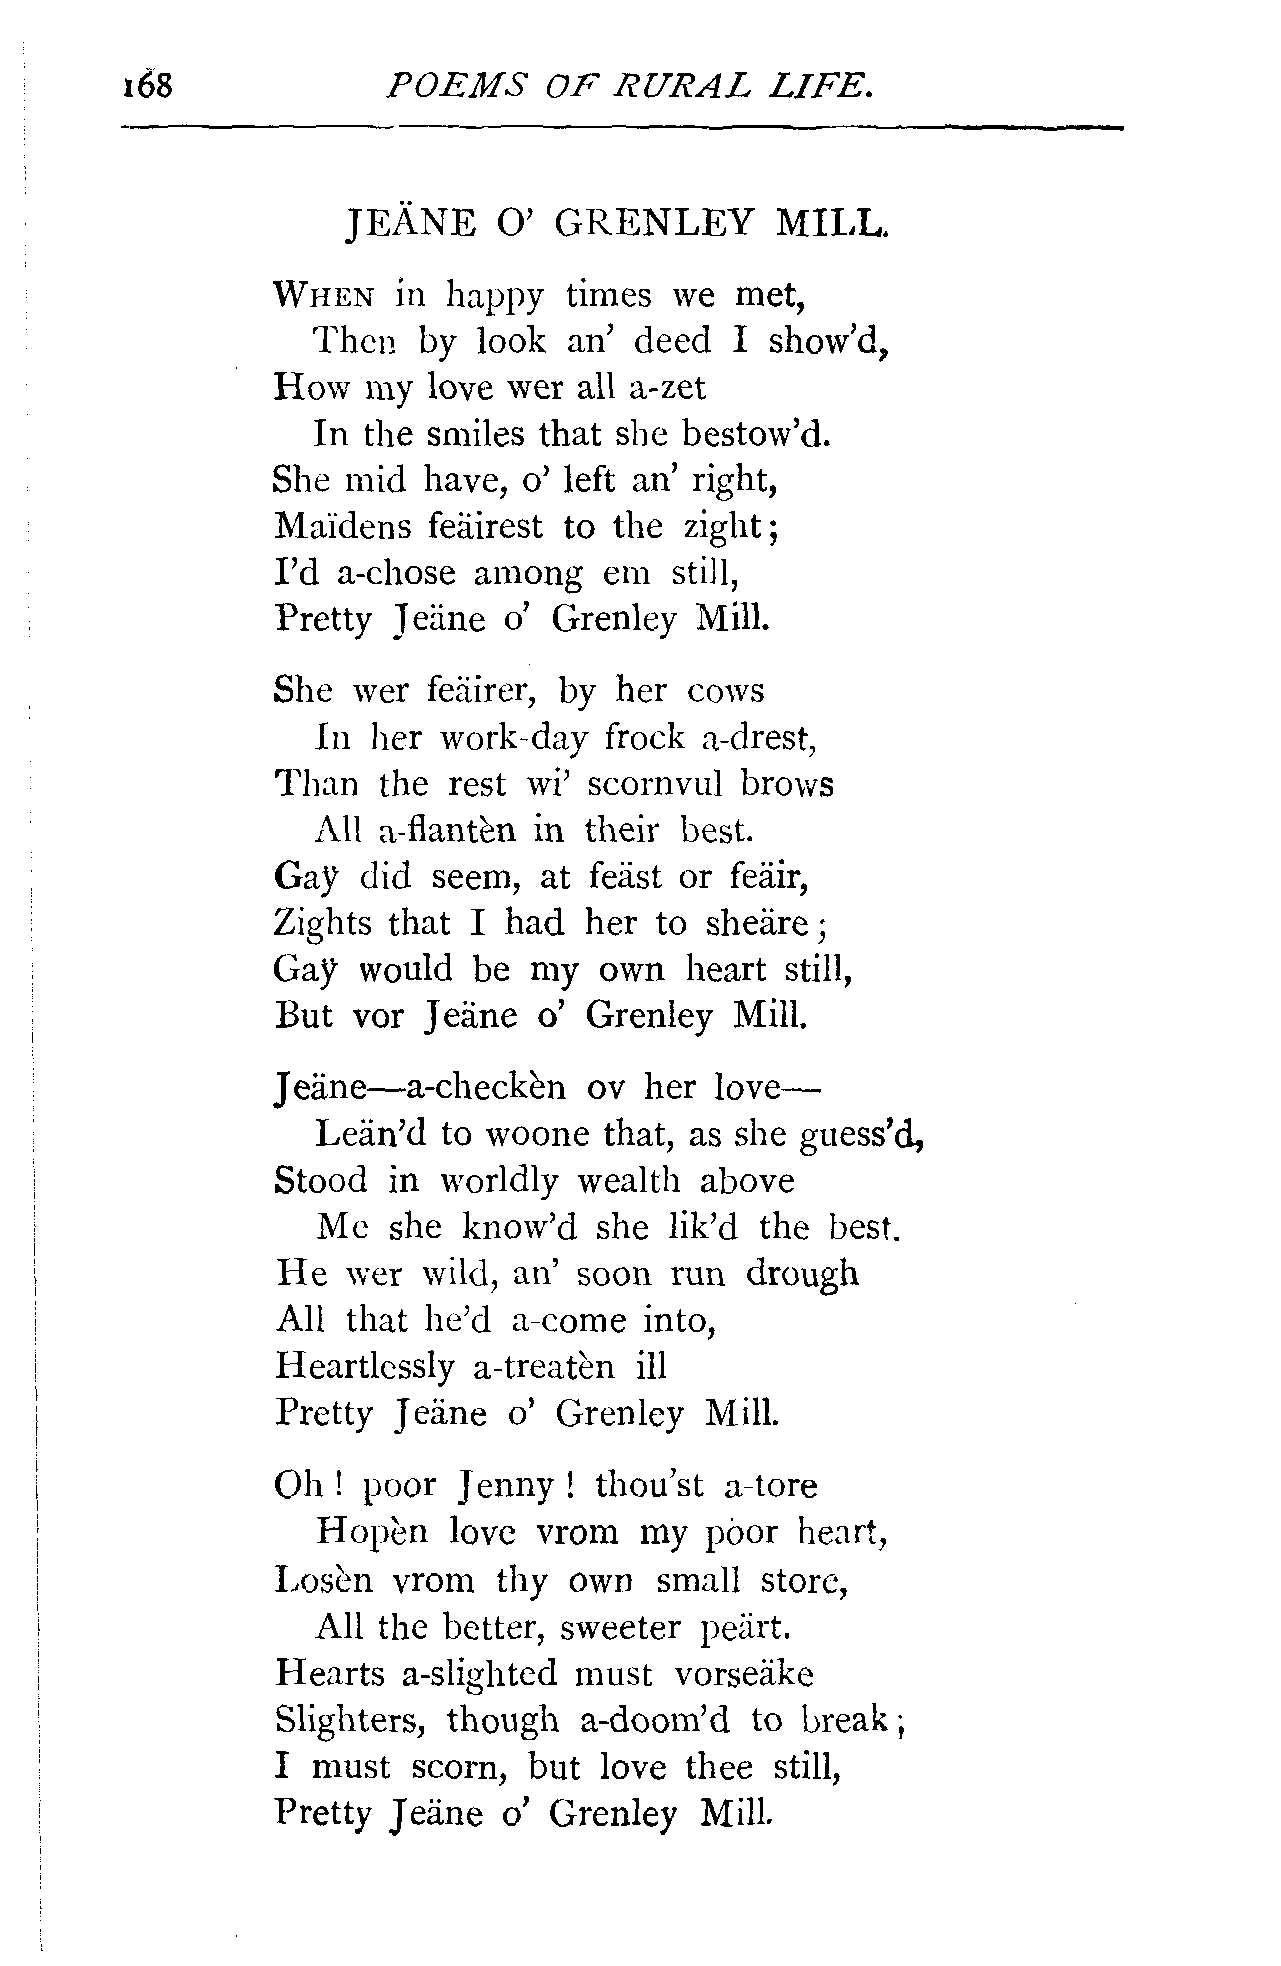 168 POEMS OF RURAL LIFE.
JEÄNE O' GRENLEY MILL.
WHEN in happy times we met,
Then by look an' deed I show'd,
How my love wer all a-zet
In the smiles that she bestow'd.
She mid have, o' left an' right,
Maïdens feäirest to the zight;
I'd a-chose among em still,
Pretty Jeäne o' Grenley Mill.
She wer feäirer, by her cows
In her work-day frock a-drest,
Than the rest wi' scornvul brows
All a-flantèn in their best.
Gaÿ did seem, at feäst or feäir,
Zights that I had her to sheäre;
Gaÿ would be my own heart still,
But vor Jeäne o' Grenley Mill.
Jeäne—a-checkèn ov her love—
Leän'd to woone that, as she guess'd,
Stood in worldly wealth above
Me she know'd she lik'd the best.
He wer wild, an' soon run drough
All that he'd a-come into,
Heartlessly a-treatèn ill
Pretty Jeäne o' Grenley Mill.
Oh! poor Jenny! thou'st a-tore
Hopèn love vrom my poor heart,
Losèn vrom thy own small store,
All the better, sweeter peärt.
Hearts a-slighted must vorseäke
Slighters, though a-doom'd to break;
I must scorn, but love thee still,
Pretty Jeäne o' Grenley Mill.